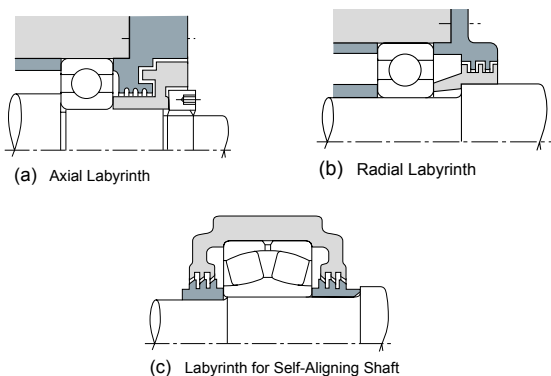 (a) Axial Labyrinth
(b) Radial Labyrinth
(c) Labyrinth for Self-Aligning Shaft